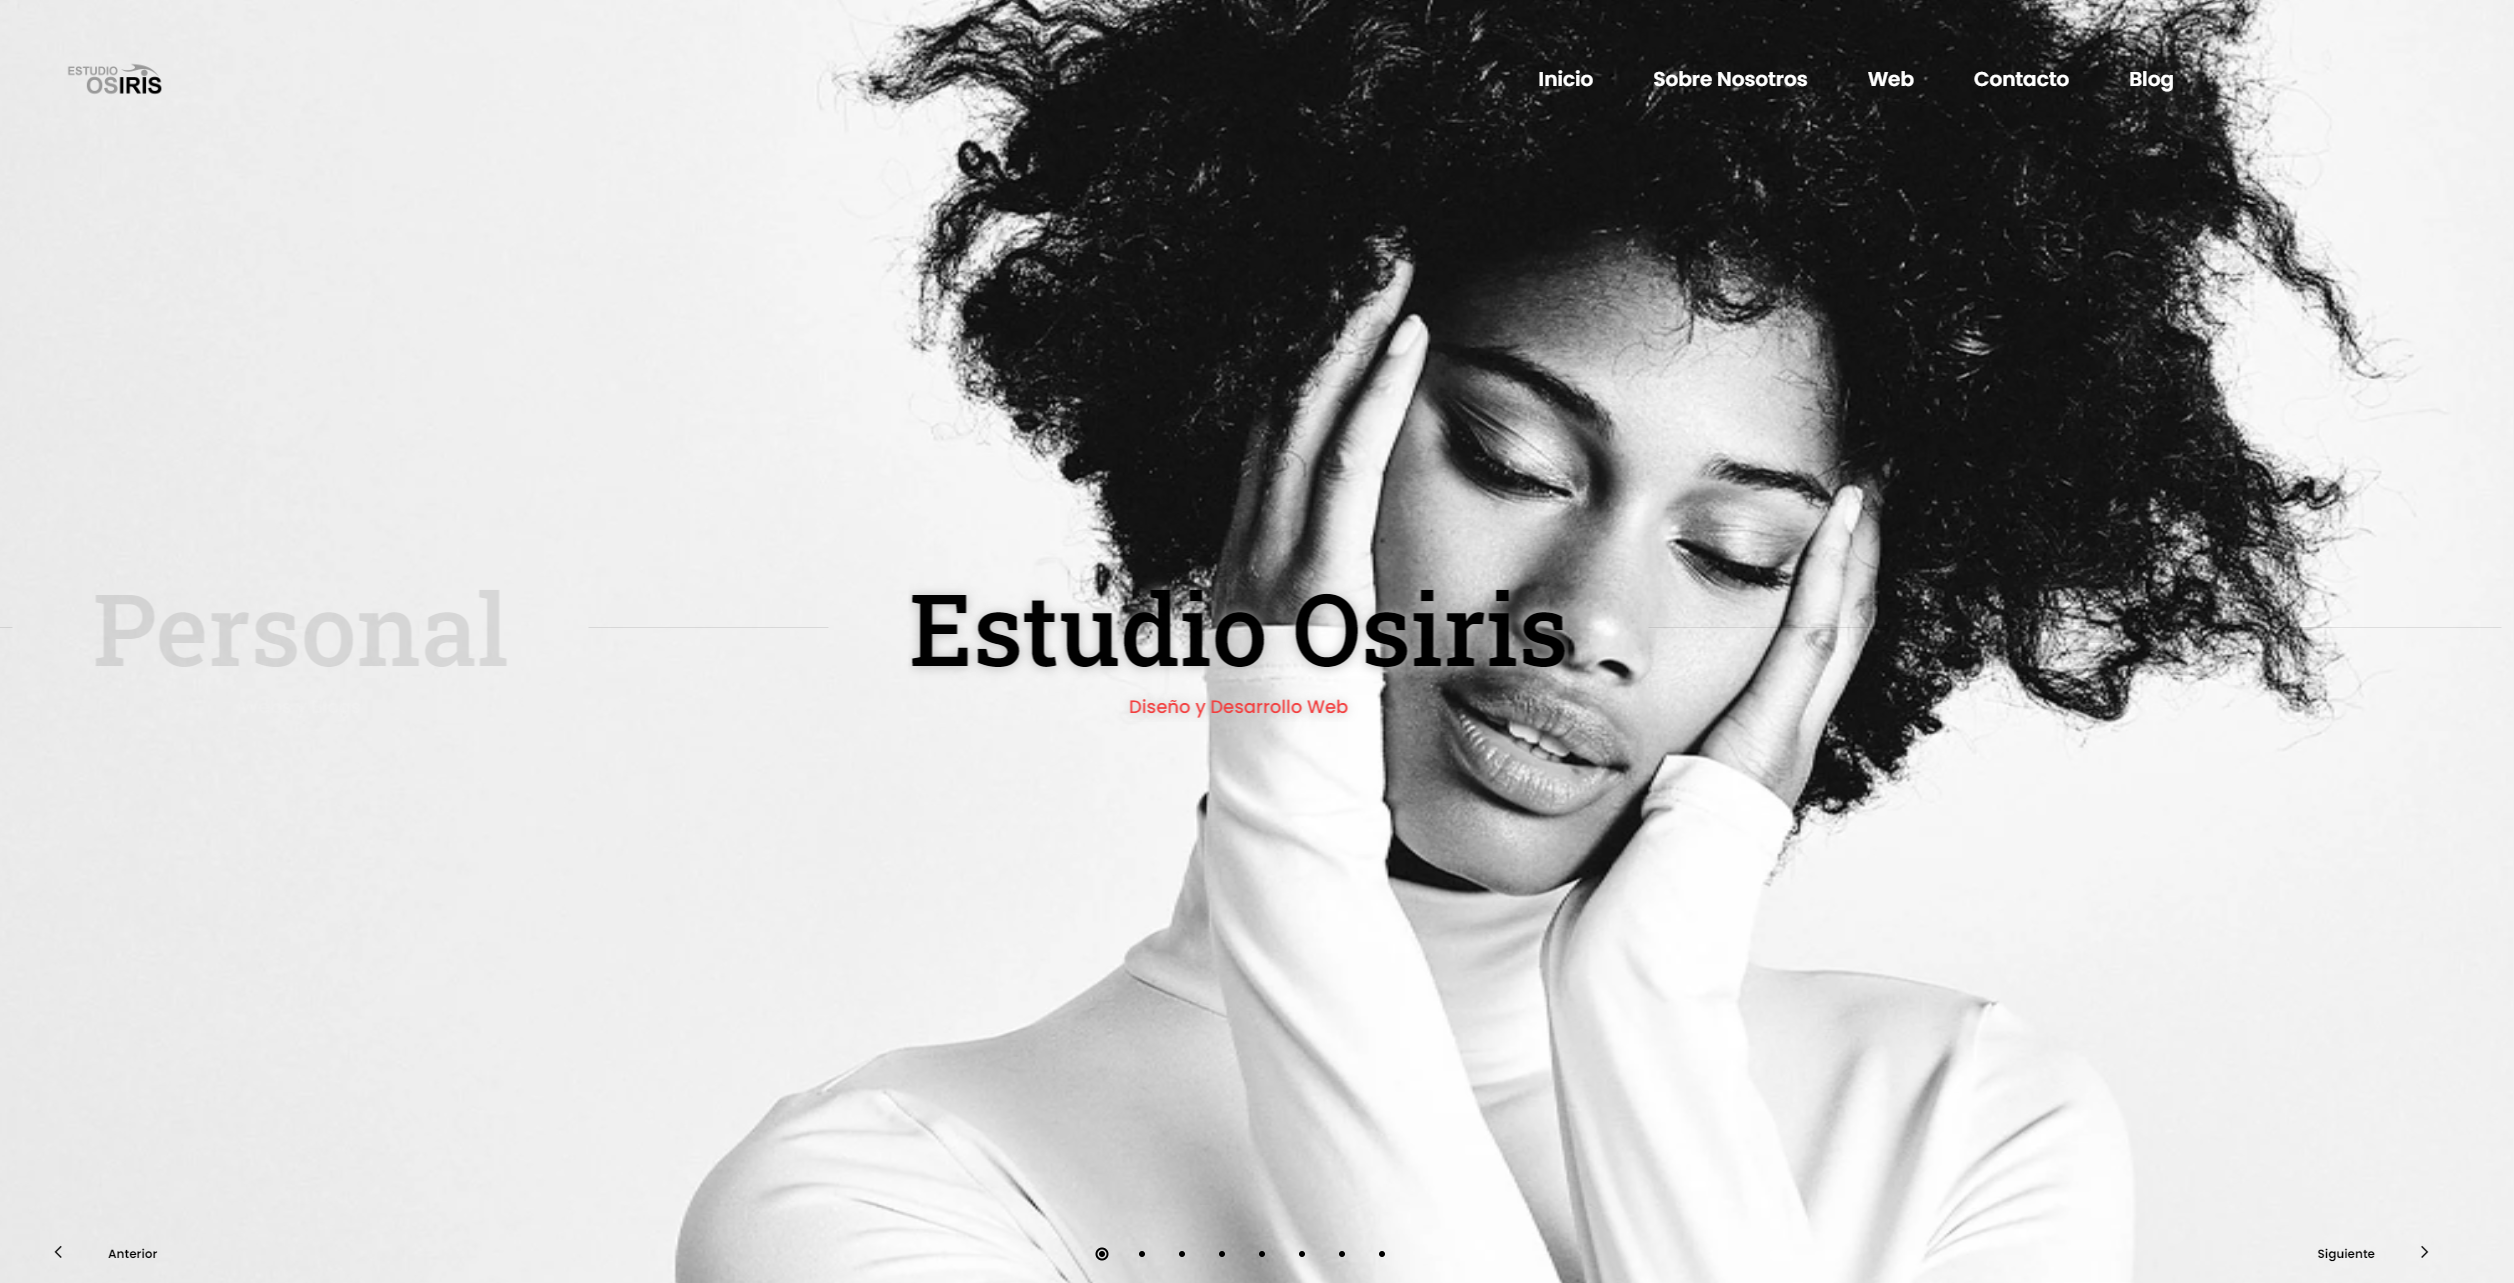 ESTUDIO
OSIRIS
Inicio Sobre Nosotros Web Contacto Blog
Personal Estudio Osiris
Diseño y Desarrollo Web
Anterior Siguiente